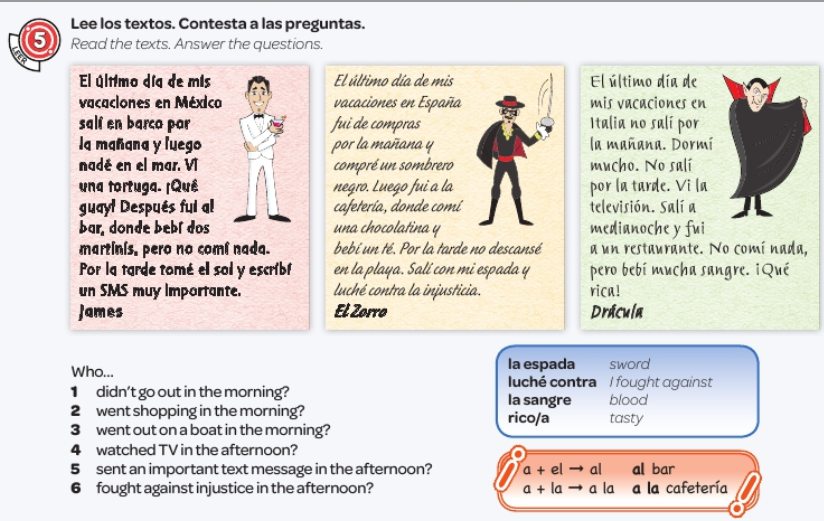 5
LEER
Lee los textos. Contesta a las preguntas.
Read the texts. Answer the questions.
El último día de mis
vacaciones en México
salí en barco por
la mañana y luego
nadé en el mar. Vi
una tortuga. ¡Qué
guay! Después fui al
bar, donde bebí dos
martinis, pero no comí nada.
Por la tarde tomé el sol y escribí
un SMS muy importante.
James
El último día de mis
vacaciones en España
fui de compras
por la mañana y
compré un sombrero
negro. Luego fui a la
cafetería, donde comí
una chocolatina y
bebí un té. Por la tarde no descansé
en la playa. Salí con mi espada y
luché contra la injusticia.
El Zorro
El último día de
mis vacaciones en
Italia no salí por
la mañana. Dormí
mucho. No salí
por la tarde. Vi la
televisión. Salí a
medianoche y fui
a un restaurante. No comí nada,
pero bebí mucha sangre. ¡Qué
rica!
Drácula
Who...
1 didn't go out in the morning?
2 went shopping in the morning?
3 went out on a boat in the morning?
4 watched TV in the afternoon?
5 sent an important text message in the afternoon?
6 fought against injustice in the afternoon?
la espada sword
luché contra I fought against
la sangre blood
rico/a tasty
a + el → al al bar
a + la → a la a la cafetería